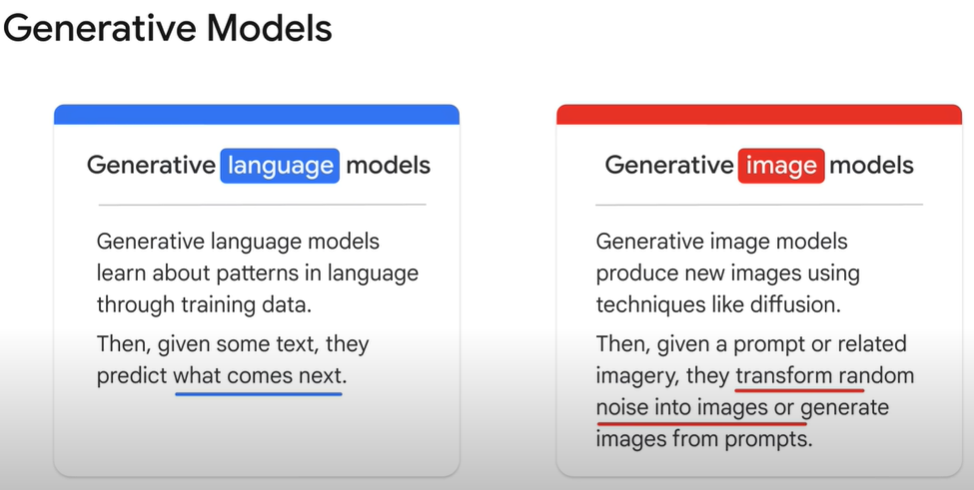 Generative Models
Generative language models
Generative language models
learn about patterns in language
through training data.
Then, given some text, they
predict what comes next.
Generative image models
Generative image models
produce new images using
techniques like diffusion.
Then, given a prompt or related
imagery, they transform random
noise into images or generate
images from prompts.